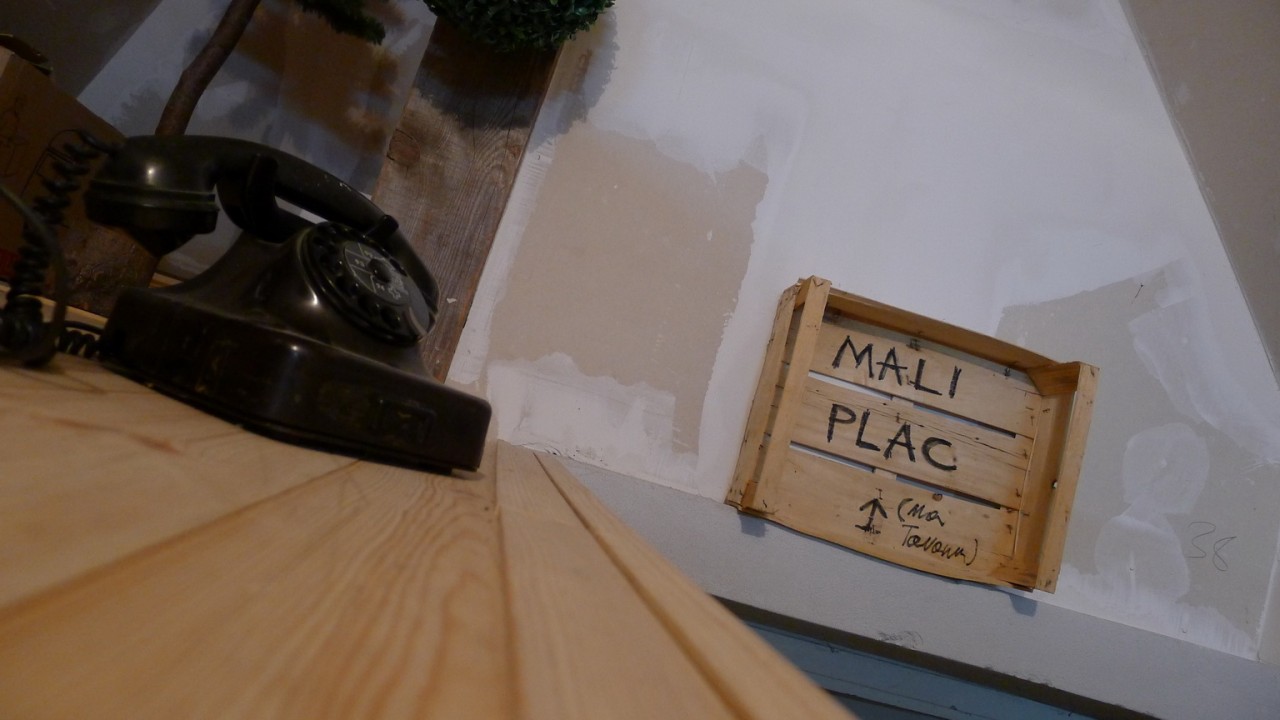 MALI
PLAC
↑ (na
Tavanu)
38